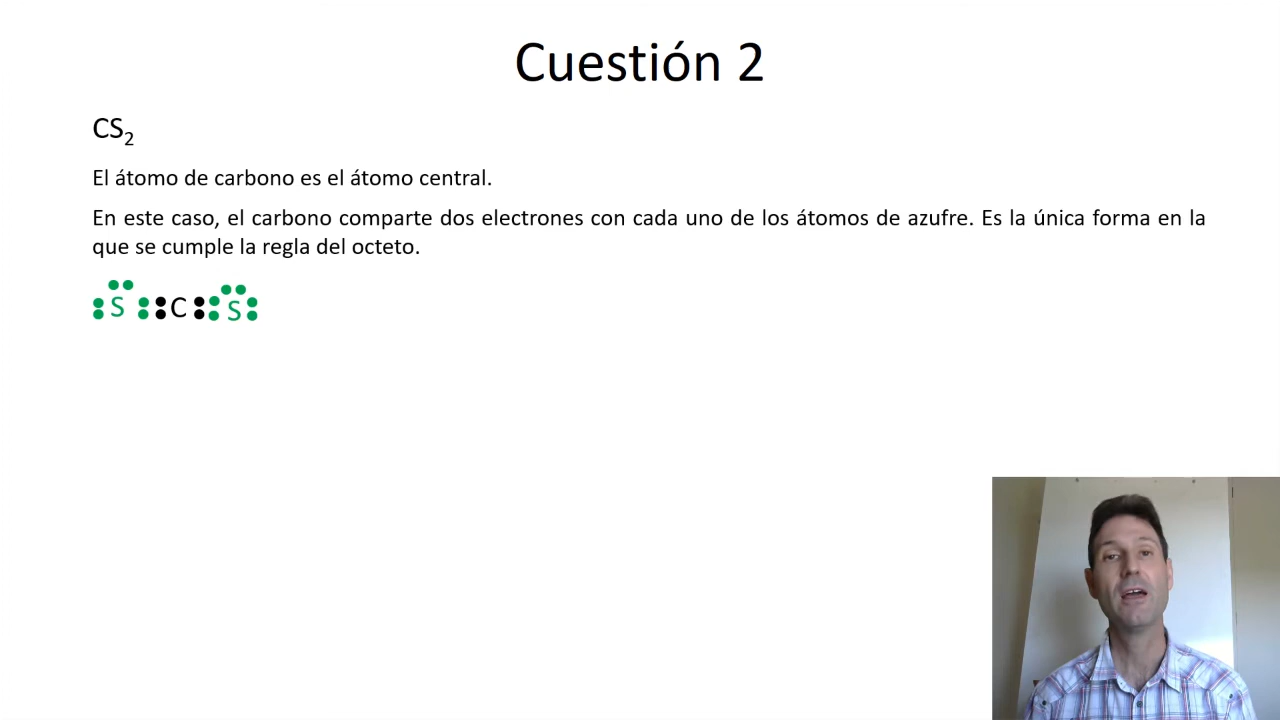 Cuestión 2
CS₂
El átomo de carbono es el átomo central.
En este caso, el carbono comparte dos electrones con cada uno de los átomos de azufre. Es la única forma en la
que se cumple la regla del octeto.
S C S